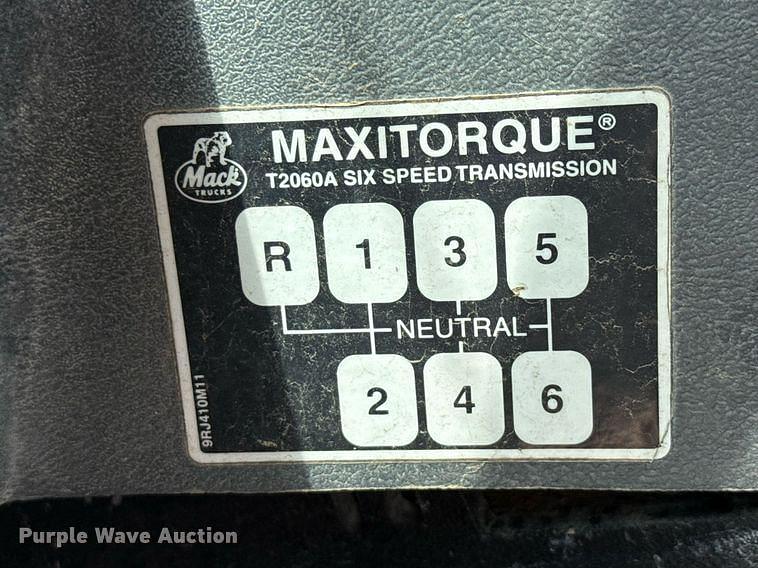 Mack
TRUCKS
MAXITORQUE®
T2060A SIX SPEED TRANSMISSION
R 1 3 5
NEUTRAL
2 4 6
9RJ410M11
Purple Wave Auction